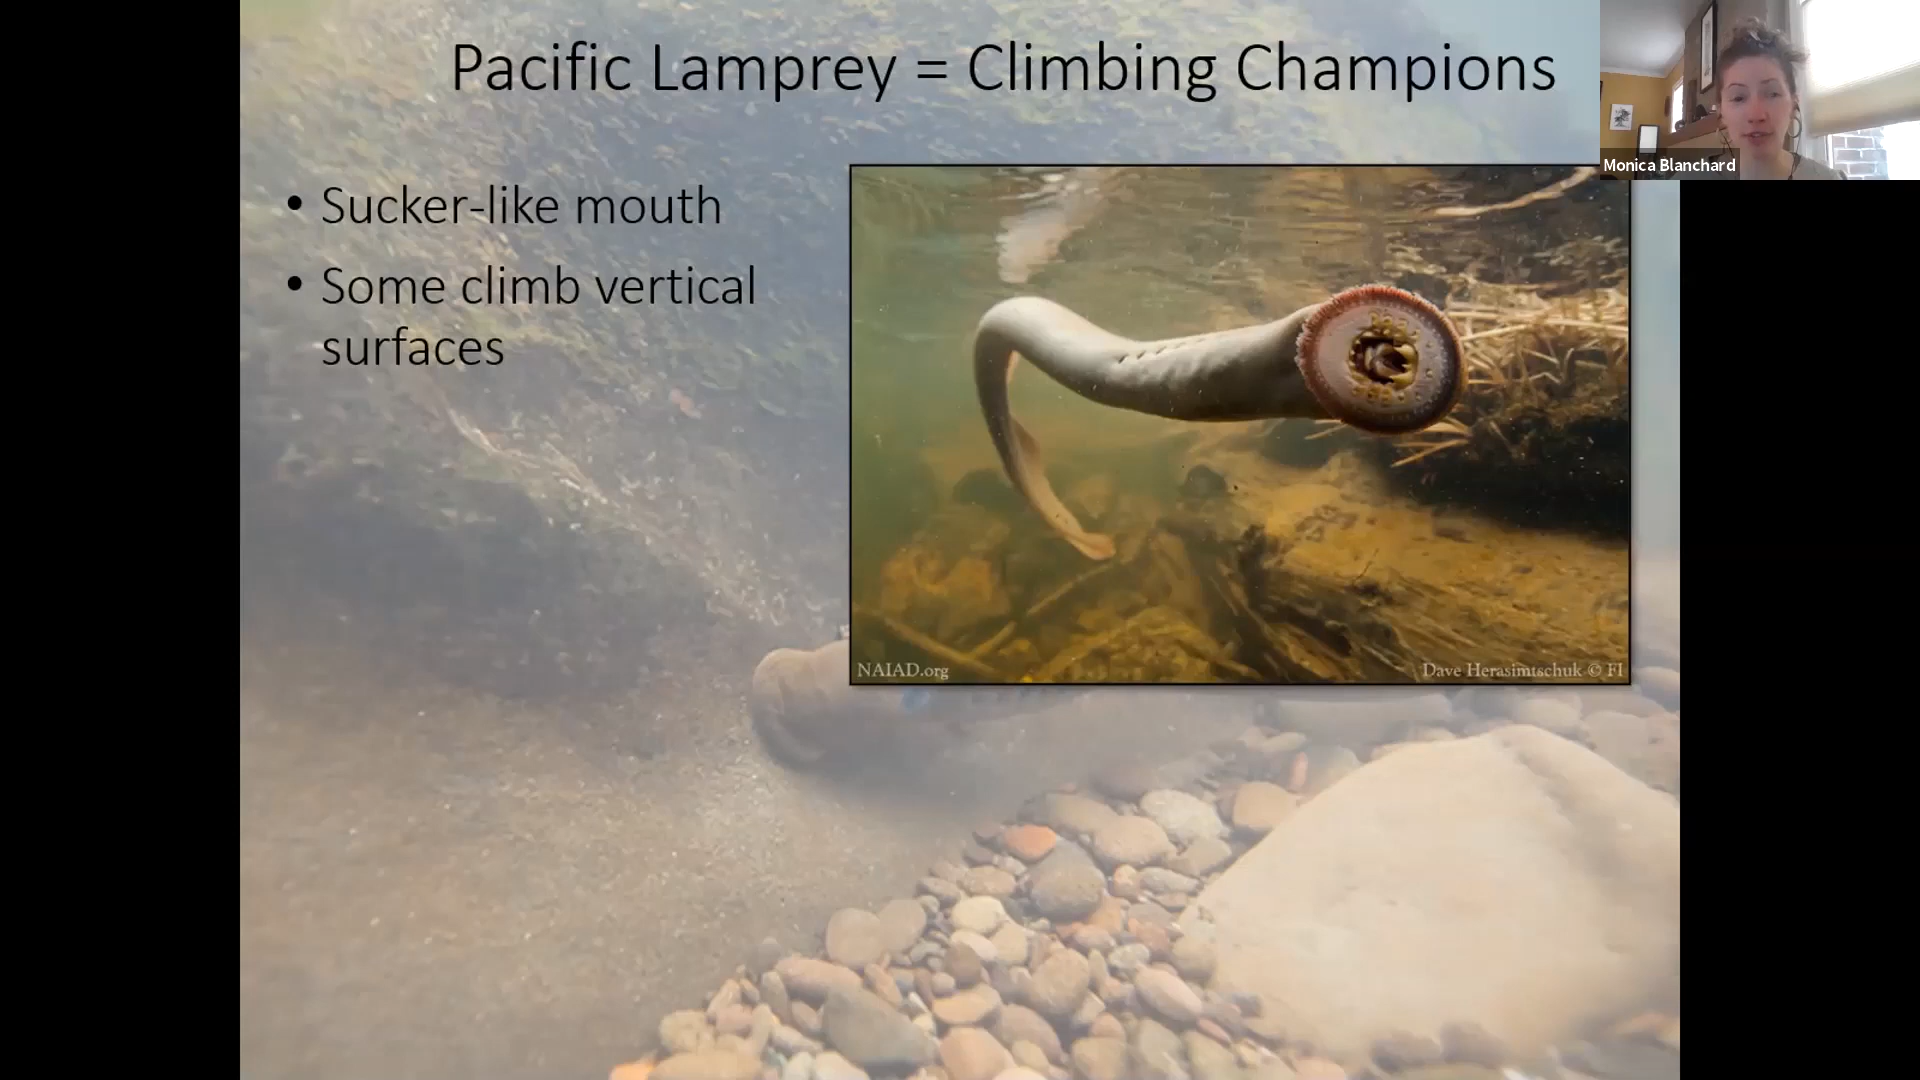 Pacific Lamprey = Climbing Champions
Monica Blanchard
• Sucker-like mouth
• Some climb vertical
surfaces
NAIAD.org
Dave Herasimtschuk © FI